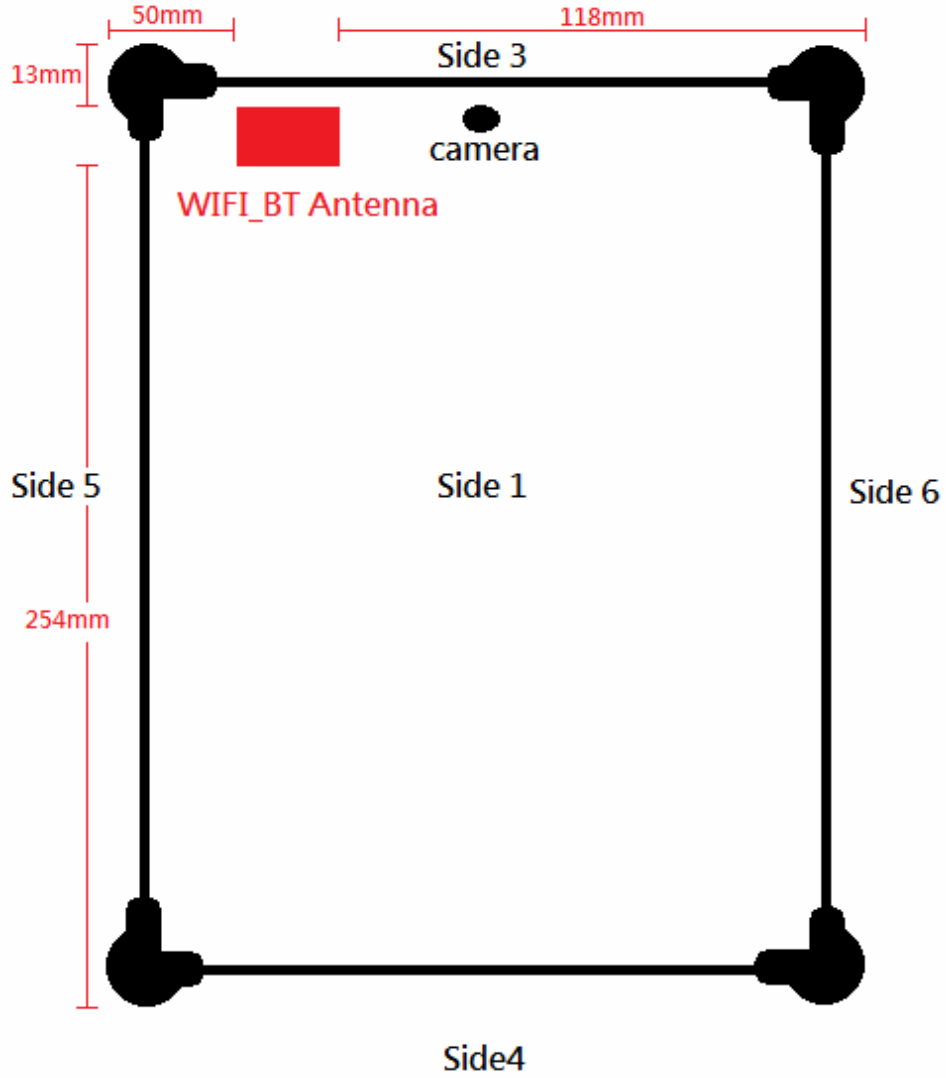 50mm
118mm
13mm
Side 3
camera
WIFI_BT Antenna
Side 5
Side 1
Side 6
254mm
Side4